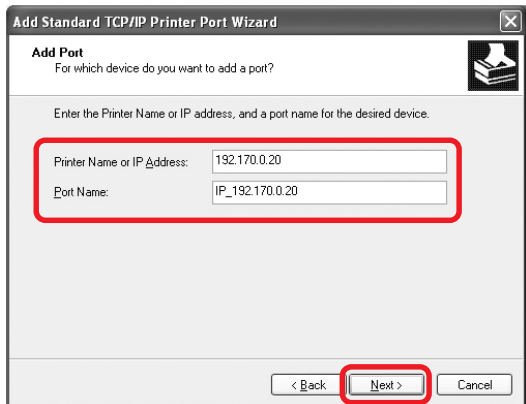 Add Standard TCP/IP Printer Port Wizard
Add Port
For which device do you want to add a port?
Enter the Printer Name or IP address, and a port name for the desired device.
Printer Name or IP Address: 192.170.0.20
Port Name: IP_192.170.0.20
< Back Next > Cancel